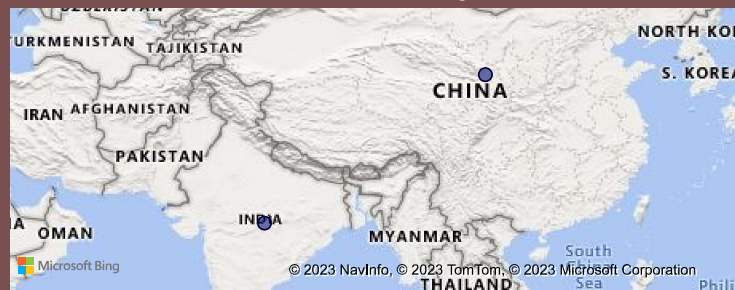 UZBEKISTAN
NORTH KO
TURKMENISTAN
TAJIKISTAN
S. KOREA
CHINA
IRAN
AFGHANISTAN
PAKISTAN
INDIA
OMAN
MYANMAR
South
China
Sea
Microsoft Bing
© 2023 NavInfo, © 2023 TomTom, © 2023 Microsoft Corporation
THAILAND
Phili